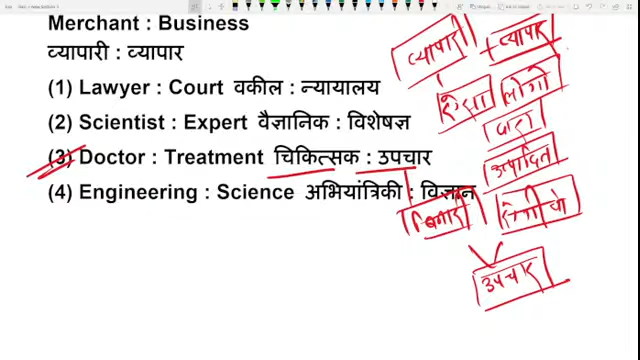 Merchant : Business
व्यापारी : व्यापार
(1) Lawyer : Court वकील : न्यायालय
(2) Scientist : Expert वैज्ञानिक : विशेषज्ञ
(3) Doctor : Treatment चिकित्सक : उपचार
(4) Engineering : Science अभियांत्रिकी : विज्ञान
व्यापारी व्यापार
लोगो
द्वारा
उत्पादित
उपचार